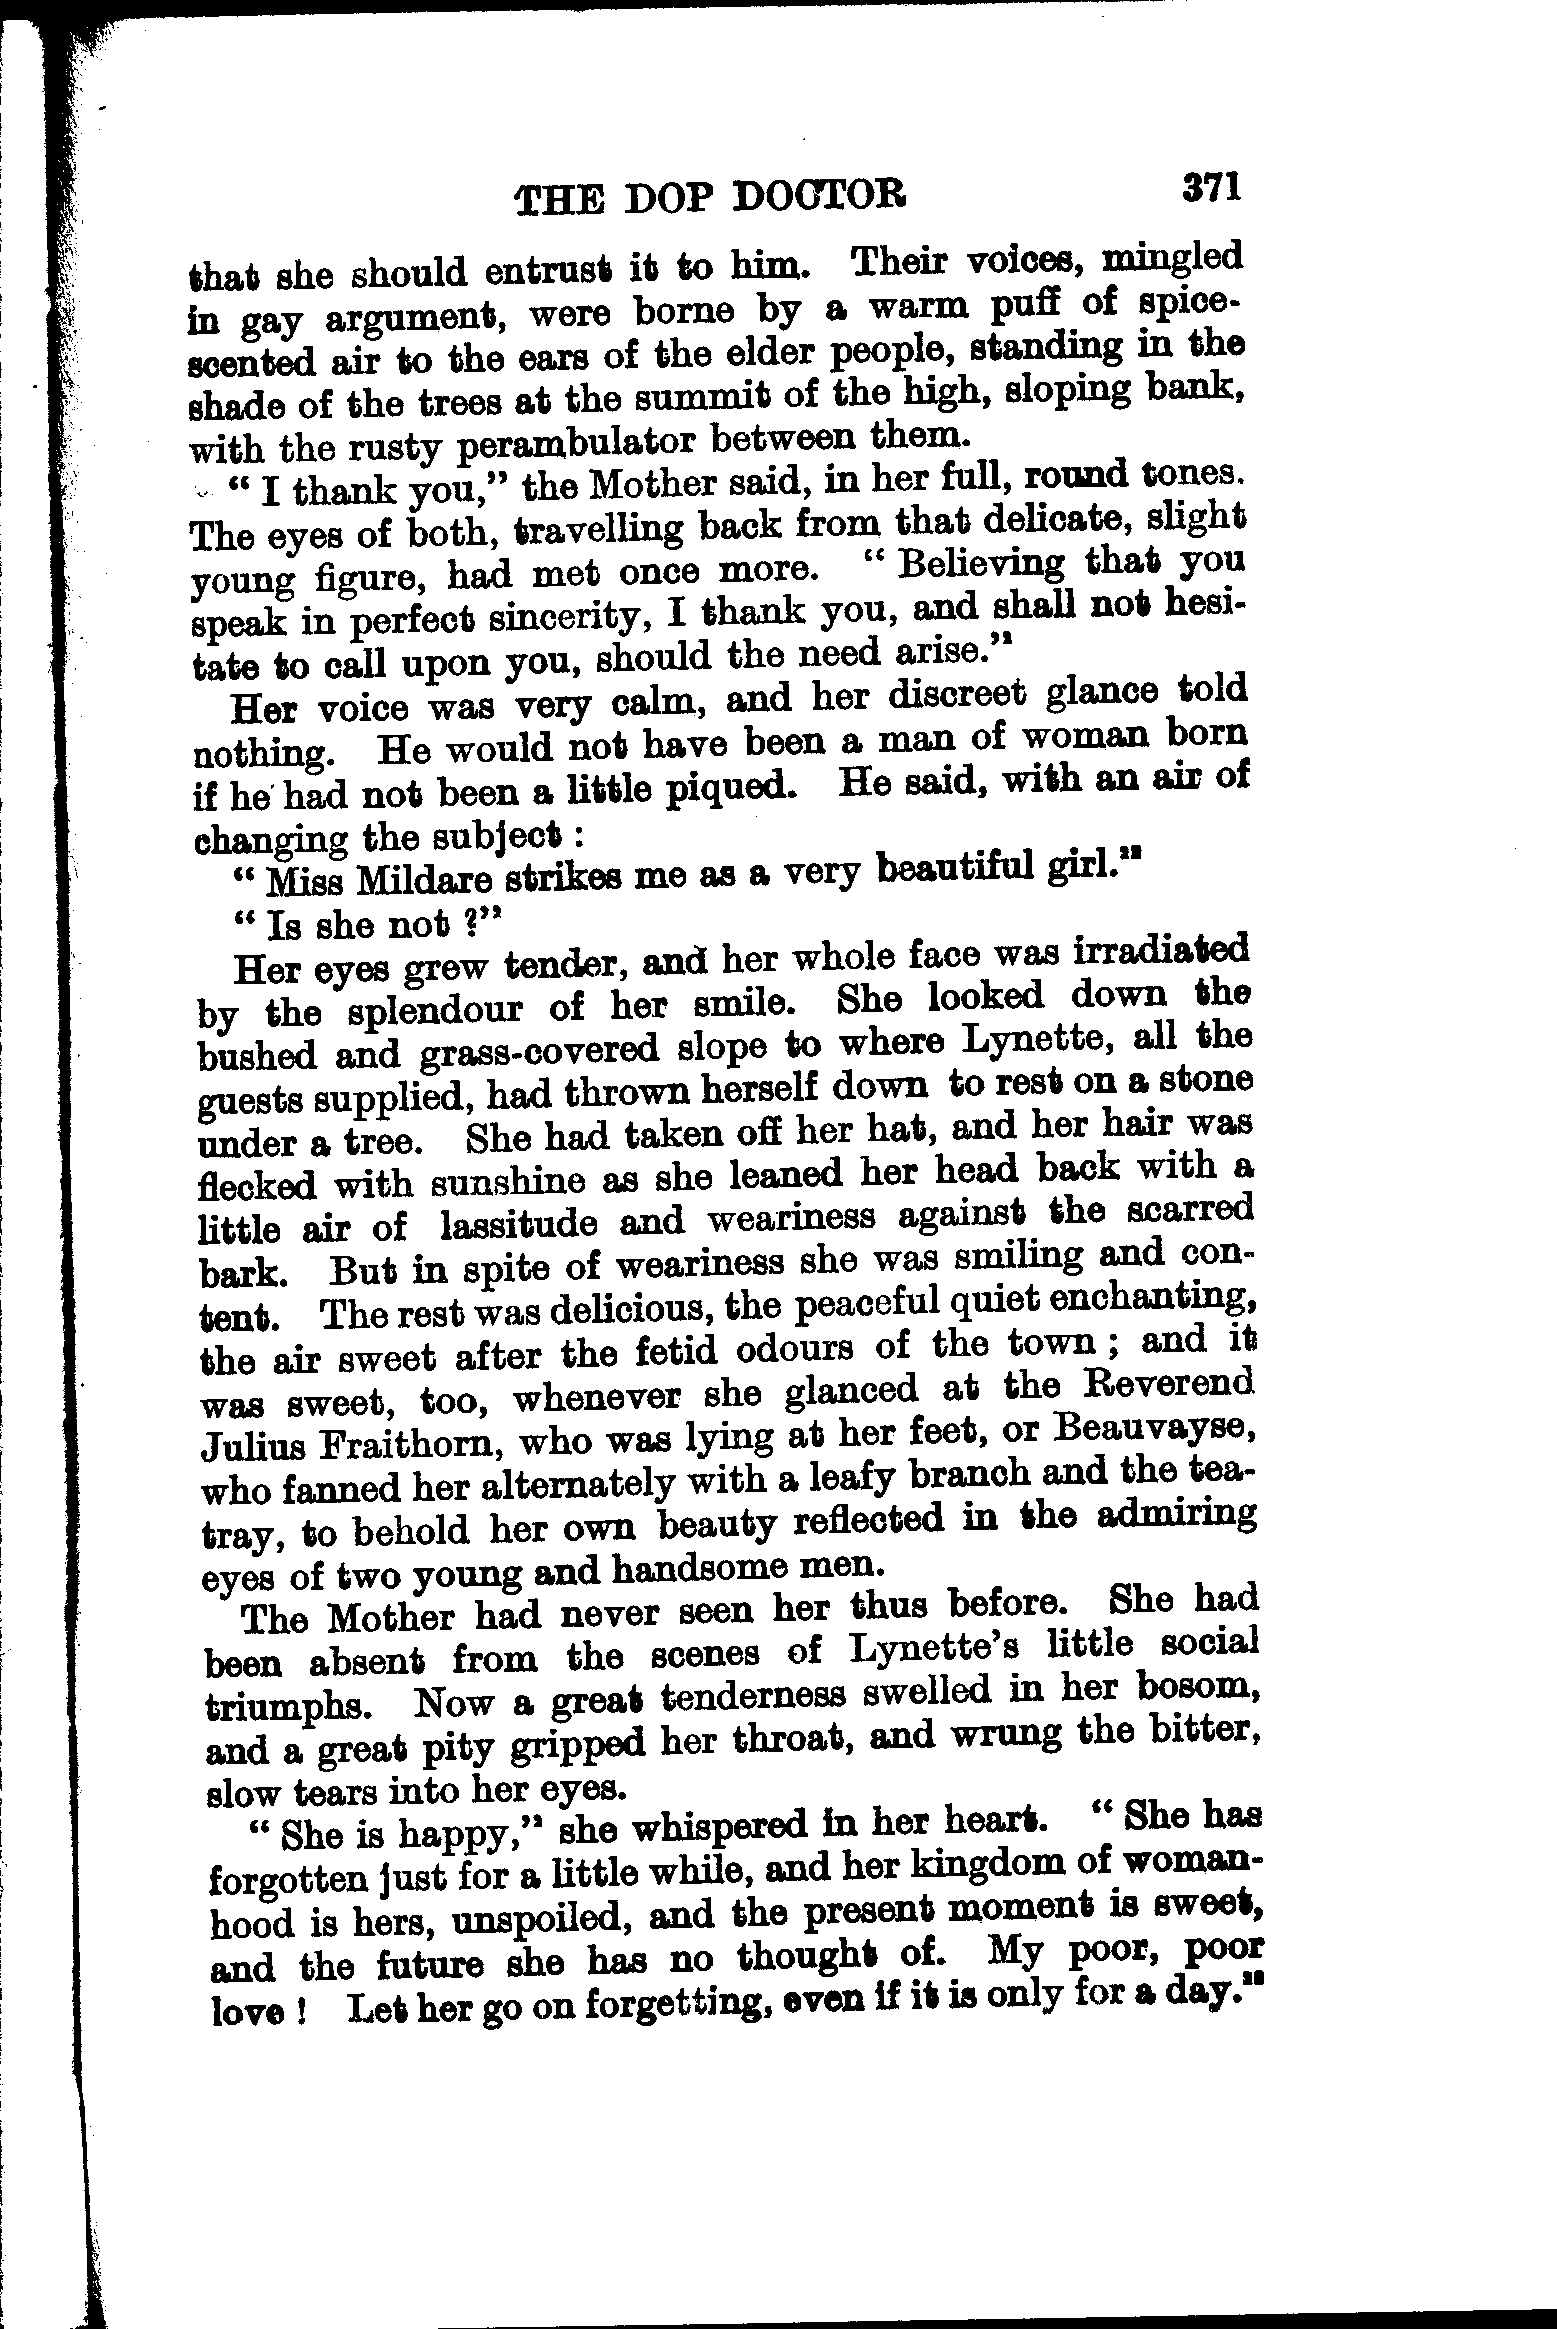 THE DOP DOCTOR 371
that she should entrust it to him. Their voices, mingled
in gay argument, were borne by a warm puff of spice-
scented air to the ears of the elder people, standing in the
shade of the trees at the summit of the high, sloping bank,
with the rusty perambulator between them.
“ I thank you,” the Mother said, in her full, round tones.
The eyes of both, travelling back from that delicate, slight
young figure, had met once more. “ Believing that you
speak in perfect sincerity, I thank you, and shall not hesi-
tate to call upon you, should the need arise.”
Her voice was very calm, and her discreet glance told
nothing. He would not have been a man of woman born
if he had not been a little piqued. He said, with an air of
changing the subject :
“ Miss Mildare strikes me as a very beautiful girl.”
“ Is she not ?”
Her eyes grew tender, and her whole face was irradiated
by the splendour of her smile. She looked down the
bushed and grass-covered slope to where Lynette, all the
guests supplied, had thrown herself down to rest on a stone
under a tree. She had taken off her hat, and her hair was
flecked with sunshine as she leaned her head back with a
little air of lassitude and weariness against the scarred
bark. But in spite of weariness she was smiling and con-
tent. The rest was delicious, the peaceful quiet enchanting,
the air sweet after the fetid odours of the town ; and it
was sweet, too, whenever she glanced at the Reverend
Julius Fraithorn, who was lying at her feet, or Beauvayse,
who fanned her alternately with a leafy branch and the tea-
tray, to behold her own beauty reflected in the admiring
eyes of two young and handsome men.
The Mother had never seen her thus before. She had
been absent from the scenes of Lynette’s little social
triumphs. Now a great tenderness swelled in her bosom,
and a great pity gripped her throat, and wrung the bitter,
slow tears into her eyes.
“ She is happy,” she whispered in her heart. “ She has
forgotten just for a little while, and her kingdom of woman-
hood is hers, unspoiled, and the present moment is sweet,
and the future she has no thought of. My poor, poor
love ! Let her go on forgetting, even if it is only for a day.”